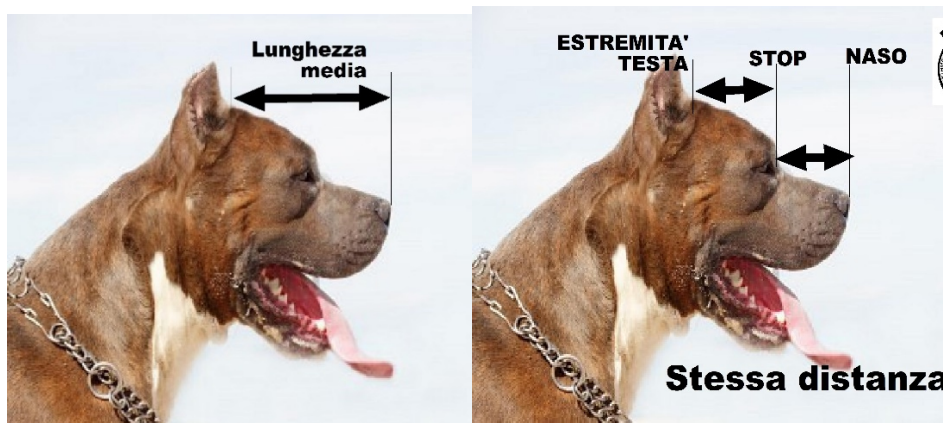 Lunghezza
media
ESTREMITA'
TESTA
STOP
NASO
Stessa distanza